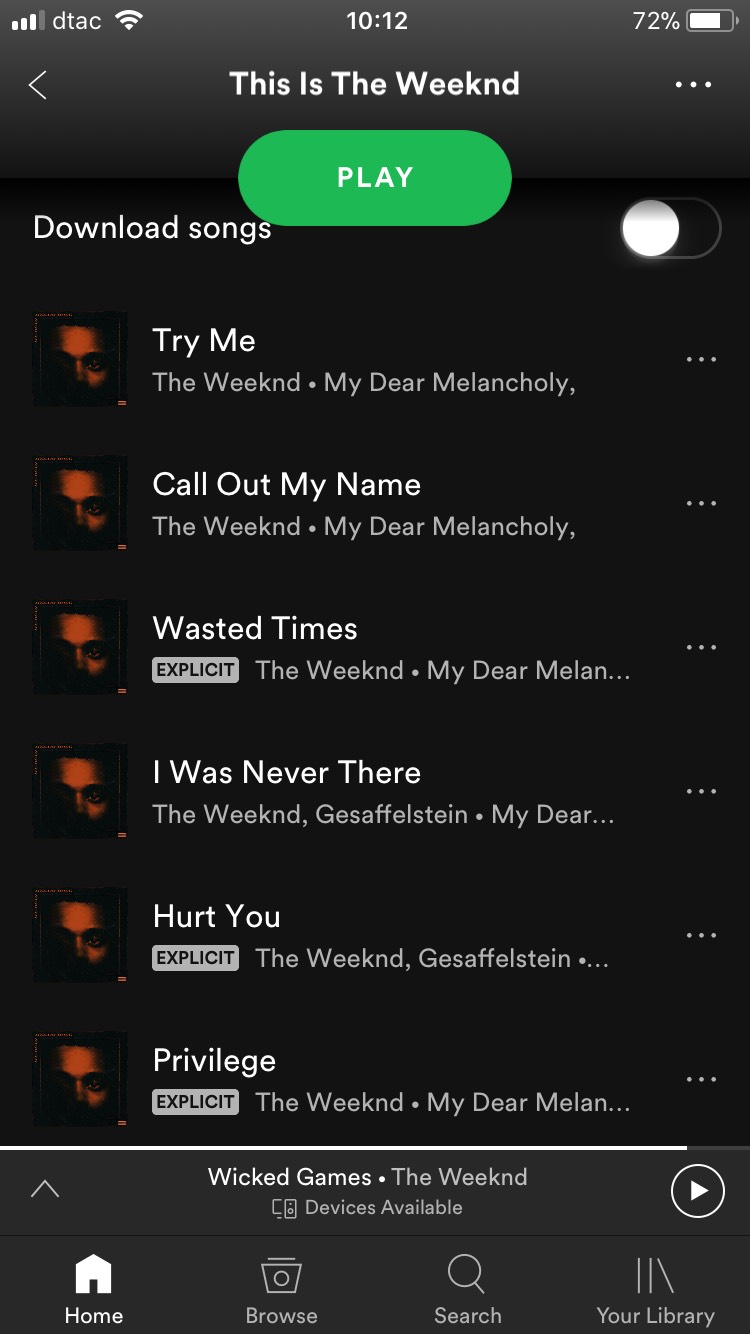 dtac 10:12 72%
This Is The Weeknd
PLAY
Download songs
Try Me
The Weeknd • My Dear Melancholy,
Call Out My Name
The Weeknd • My Dear Melancholy,
Wasted Times
EXPLICIT The Weeknd • My Dear Melan...
I Was Never There
The Weeknd, Gesaffelstein • My Dear...
Hurt You
EXPLICIT The Weeknd, Gesaffelstein •...
Privilege
EXPLICIT The Weeknd • My Dear Melan...
Wicked Games • The Weeknd
Devices Available
Home Browse Search Your Library